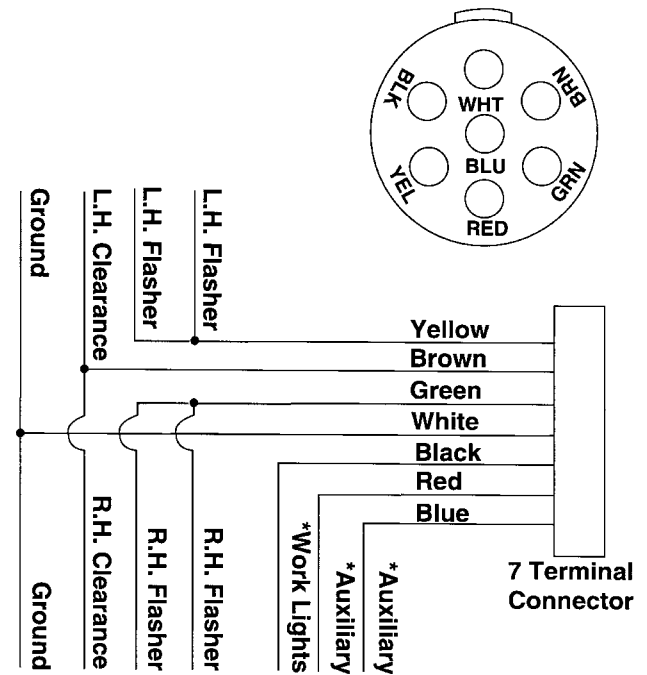 BLK
WHT
BRN
YEL
BLU
GRN
RED
Ground
L.H. Clearance
L.H. Flasher
L.H. Flasher
Yellow
Brown
Green
White
Black
Red
Blue
Ground
R.H. Clearance
R.H. Flasher
R.H. Flasher
*Work Lights
*Auxiliary
*Auxiliary
7 Terminal
Connector